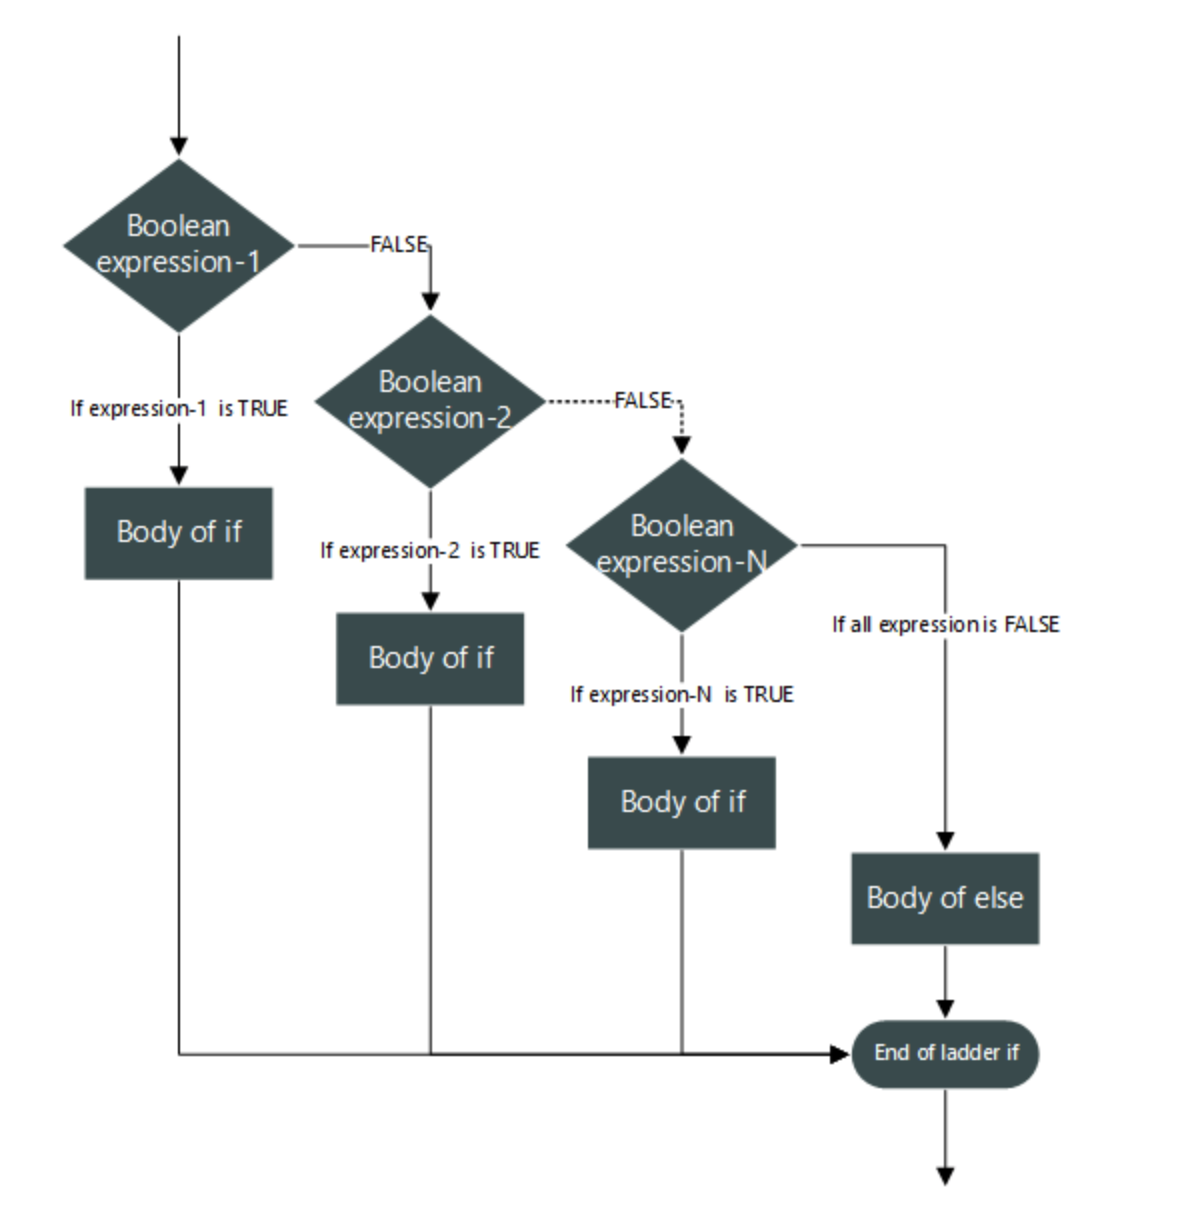 Boolean
expression-1
FALSE
Boolean
expression-2
FALSE
If expression-1 is TRUE
Body of if
Boolean
expression-N
If expression-2 is TRUE
If all expression is FALSE
Body of if
If expression-N is TRUE
Body of if
Body of else
End of ladder if